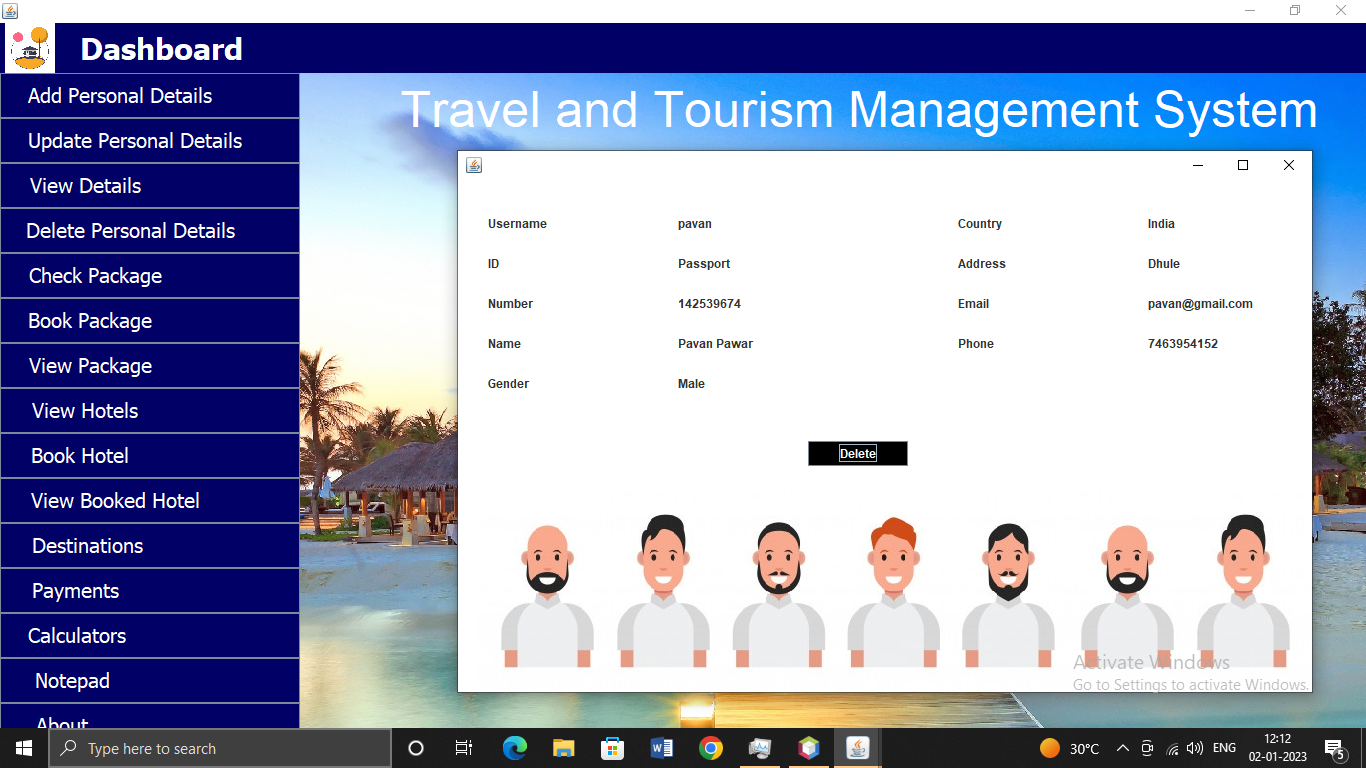 Dashboard
Add Personal Details
Update Personal Details
View Details
Delete Personal Details
Check Package
Book Package
View Package
View Hotels
Book Hotel
View Booked Hotel
Destinations
Payments
Calculators
Notepad
About
Travel and Tourism Management System
Username pavan Country India
ID Passport Address Dhule
Number 142539674 Email pavan@gmail.com
Name Pavan Pawar Phone 7463954152
Gender Male
Delete
Activate Windows
Go to Settings to activate Windows.
Type here to search
30°C
ENG
12:12
02-01-2023
5